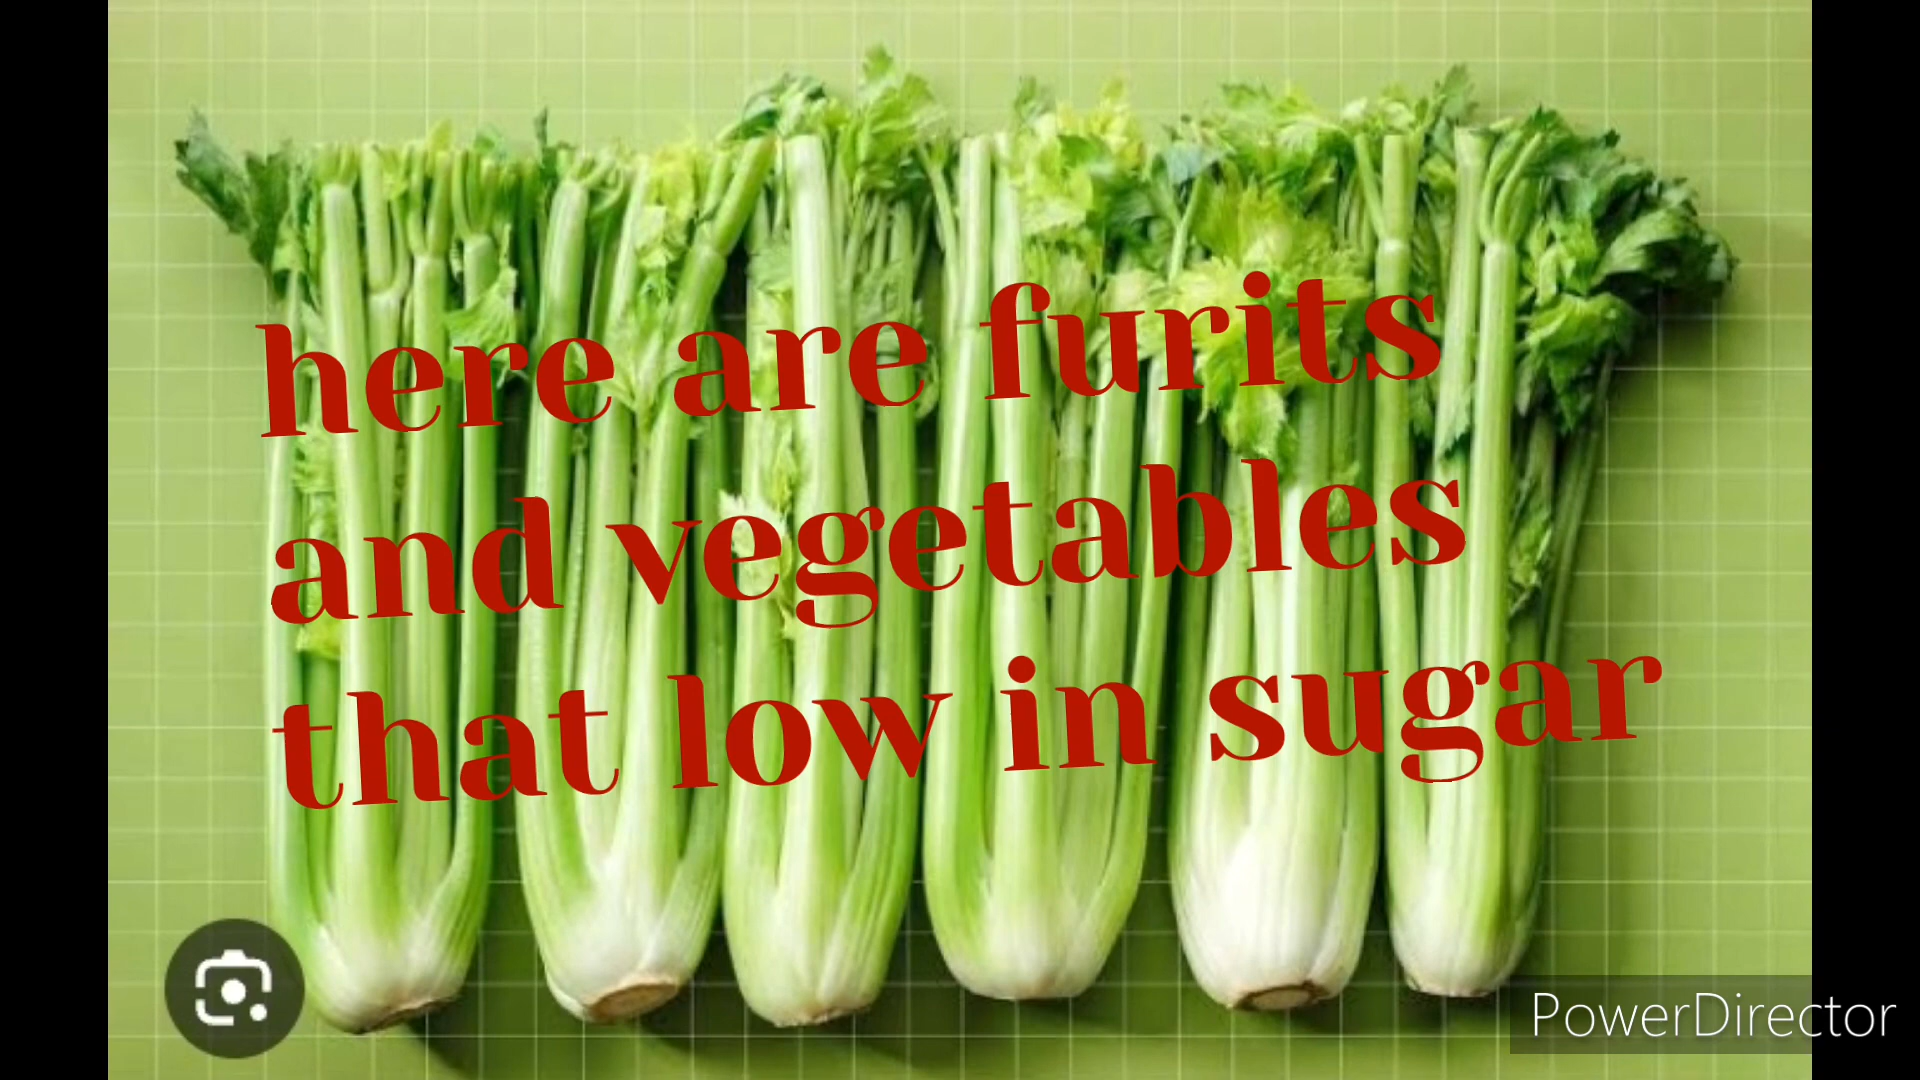 here are furits
and vegetables
that low in sugar
PowerDirector